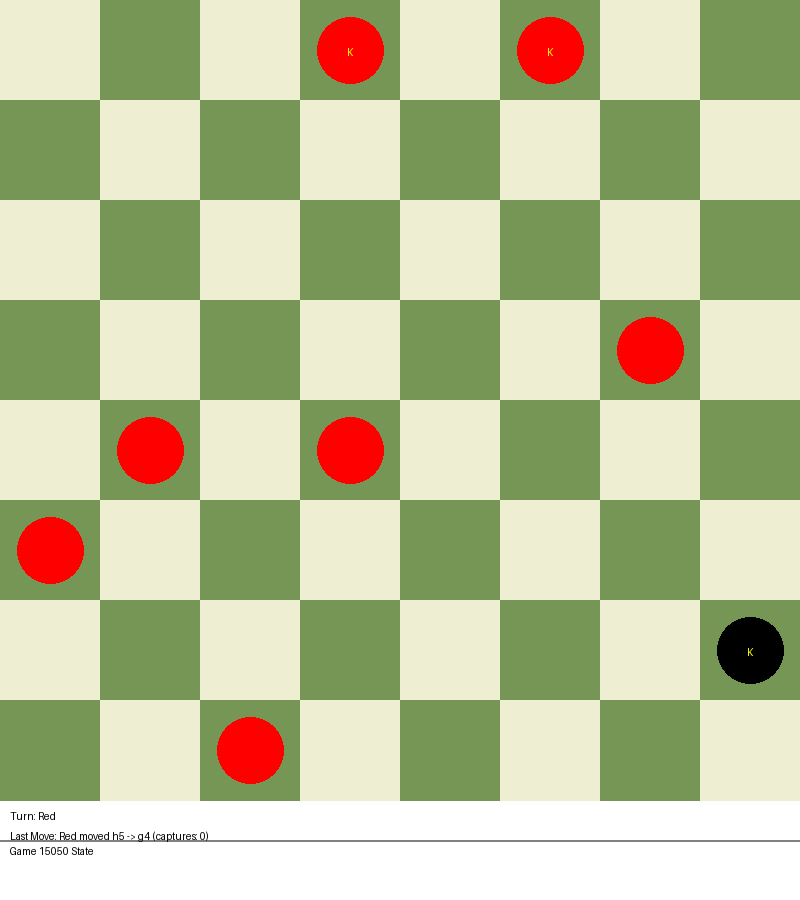 K K
K
Turn: Red
Last Move: Red moved h5 -> g4 (captures: 0)
Game 15050 State